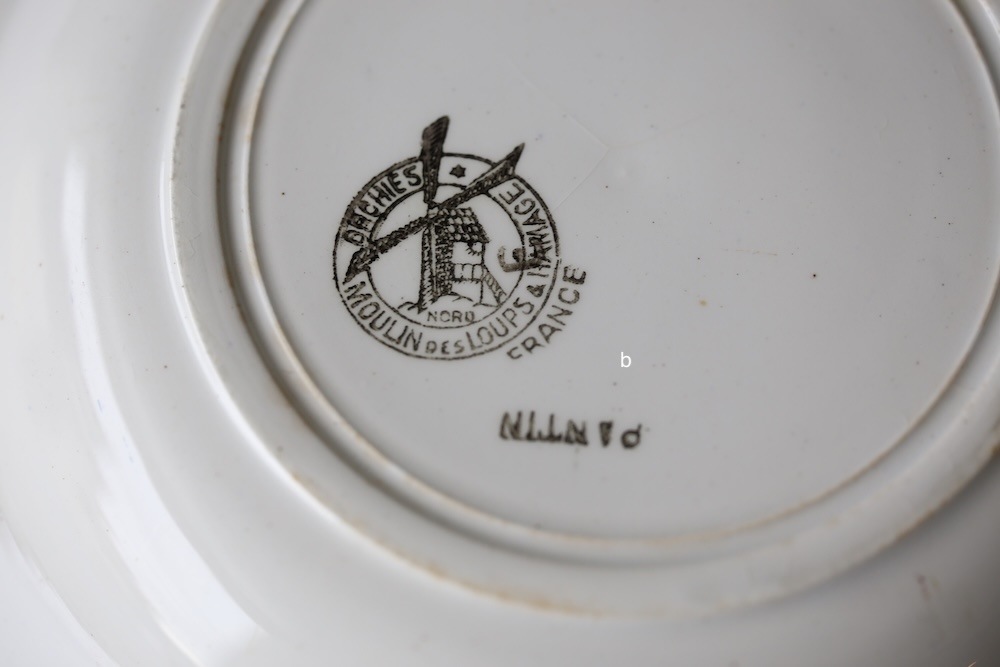 ORCHIES
MOULIN DES LOUPS & HAMAGE
NORD
FRANCE
b
PANTIN